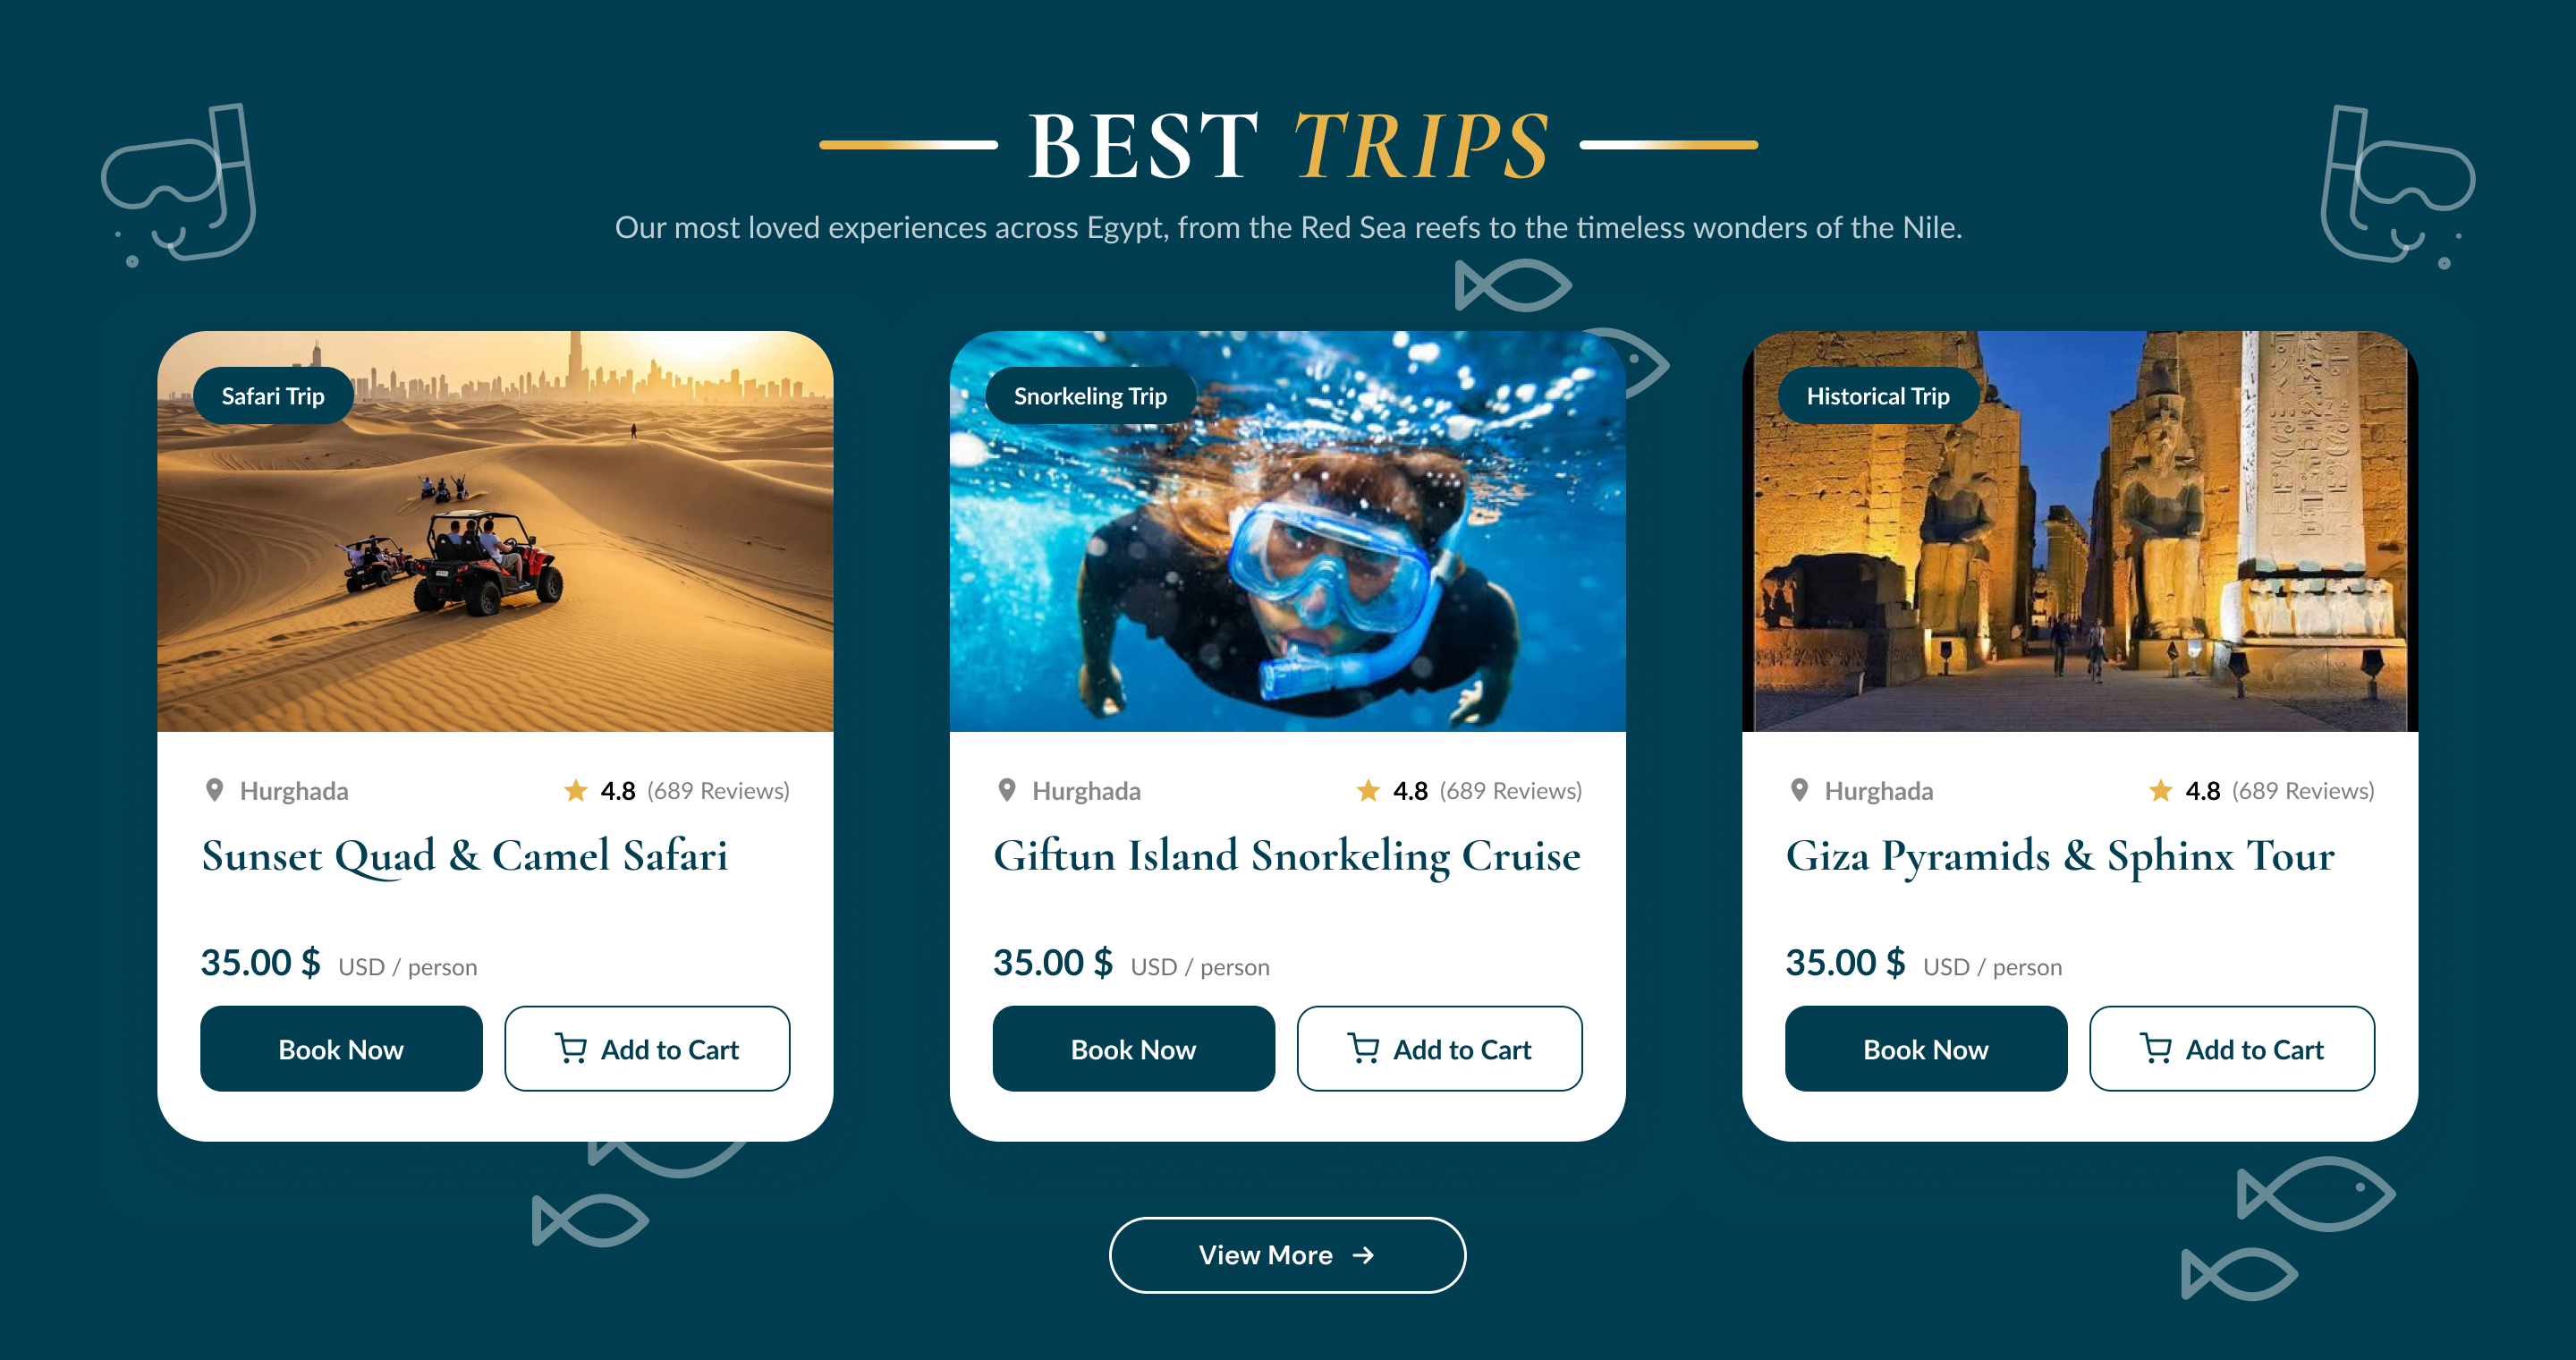 BEST TRIPS
Our most loved experiences across Egypt, from the Red Sea reefs to the timeless wonders of the Nile.
Safari Trip
Hurghada 4.8 (689 Reviews)
Sunset Quad & Camel Safari
35.00 $ USD / person
Book Now Add to Cart
Snorkeling Trip
Hurghada 4.8 (689 Reviews)
Giftun Island Snorkeling Cruise
35.00 $ USD / person
Book Now Add to Cart
Historical Trip
Hurghada 4.8 (689 Reviews)
Giza Pyramids & Sphinx Tour
35.00 $ USD / person
Book Now Add to Cart
View More →